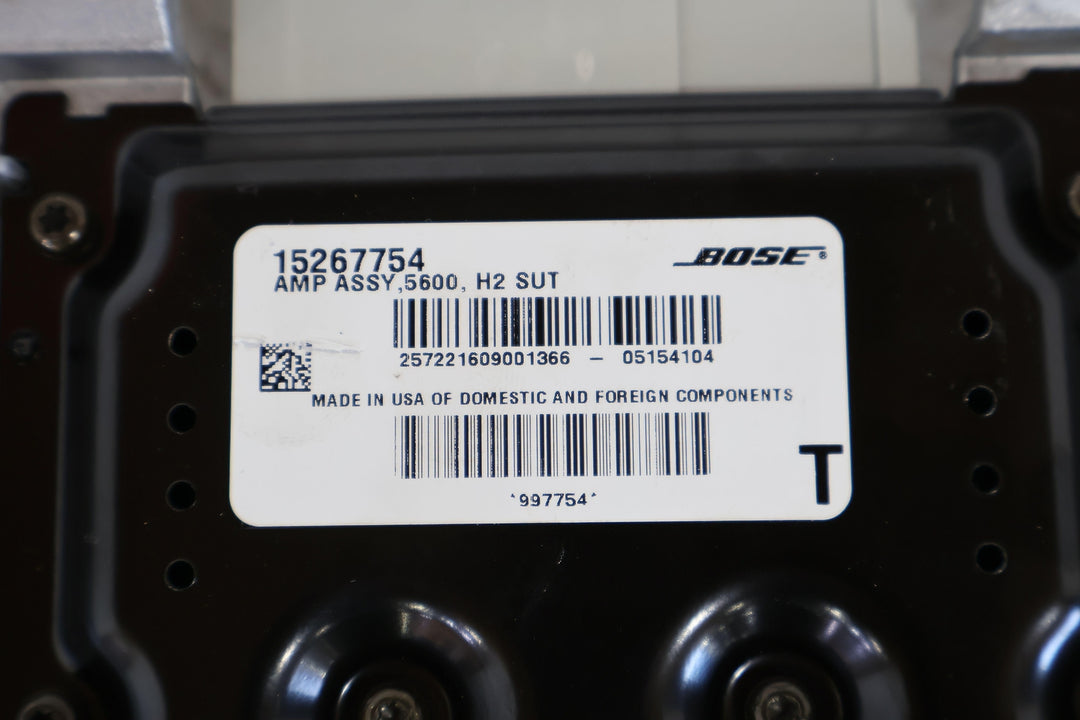 15267754
BOSE®
AMP ASSY,5600, H2 SUT
257221609001366 – 05154104
MADE IN USA OF DOMESTIC AND FOREIGN COMPONENTS
T
*997754*